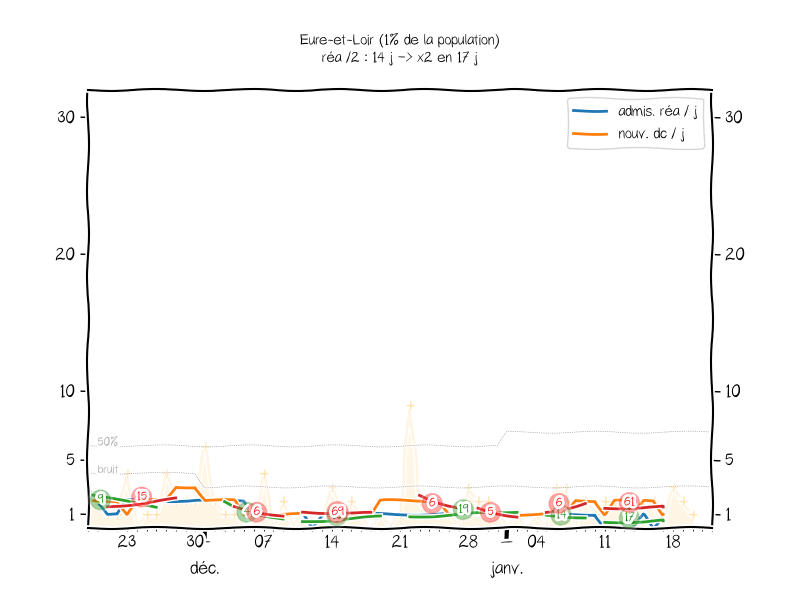 Eure-et-Loir (1% de la population)
réa /2 : 14 j -> x2 en 17 j
admis. réa / j
nouv. dc / j
30 30
20 20
10 10
50%
5 5
bruit
9 15 4 6 69 6 19 5 6 14 61 17
1 1
23 30 07 14 21 28 04 11 18
déc. janv.